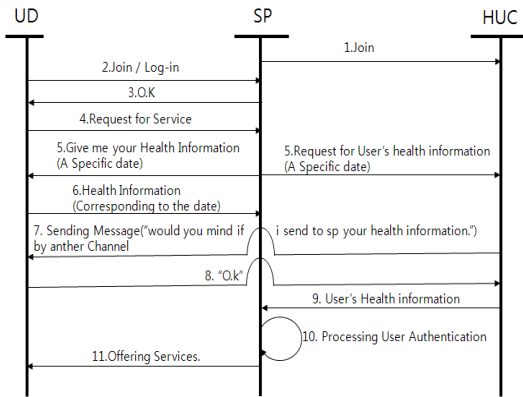 UD SP HUC
1.Join
2.Join / Log-in
3.O.K
4.Request for Service
5.Give me your Health Information
(A Specific date)
5.Request for User's health information
(A Specific date)
6.Health Information
(Corresponding to the date)
7. Sending Message("would you mind if i send to sp your health information.")
by anther Channel
8. "O.k"
9. User's Health information
10. Processing User Authentication
11.Offering Services.